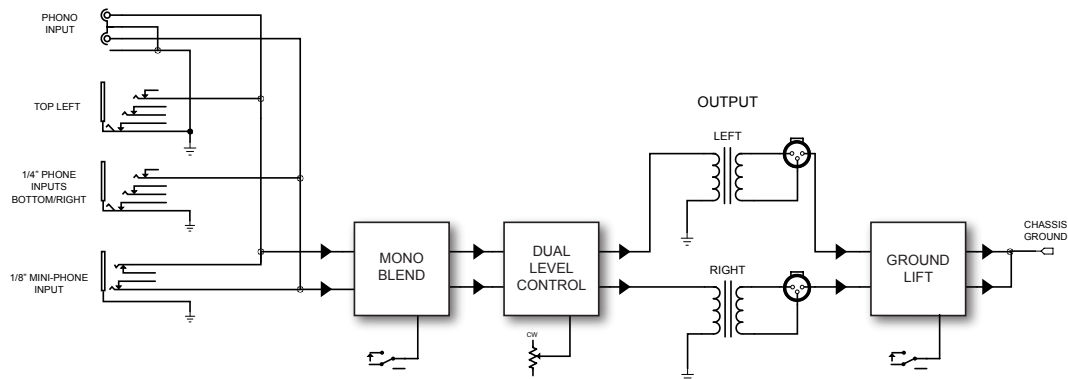 PHONO
INPUT
TOP LEFT
1/4" PHONE
INPUTS
BOTTOM/RIGHT
1/8" MINI-PHONE
INPUT
MONO
BLEND
DUAL
LEVEL
CONTROL
CW
OUTPUT
LEFT
RIGHT
GROUND
LIFT
CHASSIS
GROUND